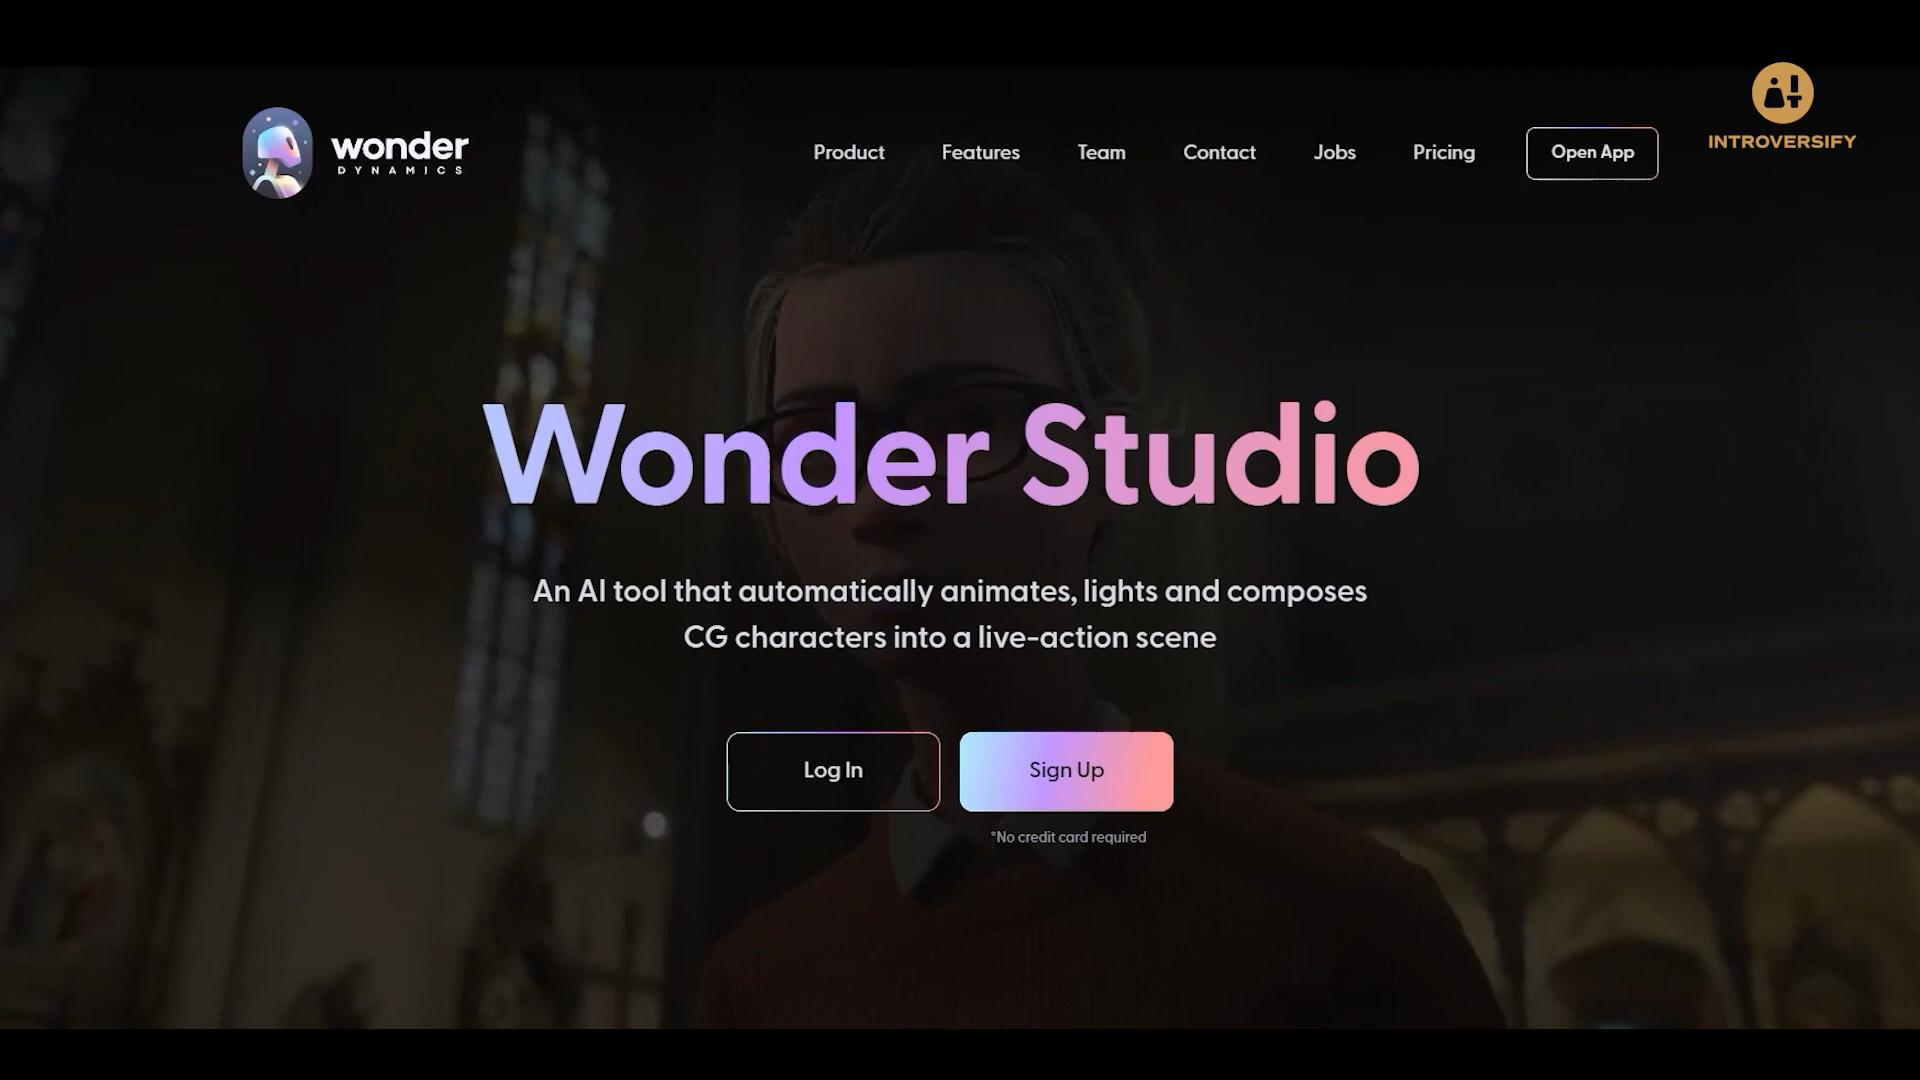 wonder
DYNAMICS
Product Features Team Contact Jobs Pricing Open App
INTROVERSIFY
Wonder Studio
An AI tool that automatically animates, lights and composes
CG characters into a live-action scene
Log In Sign Up
*No credit card required